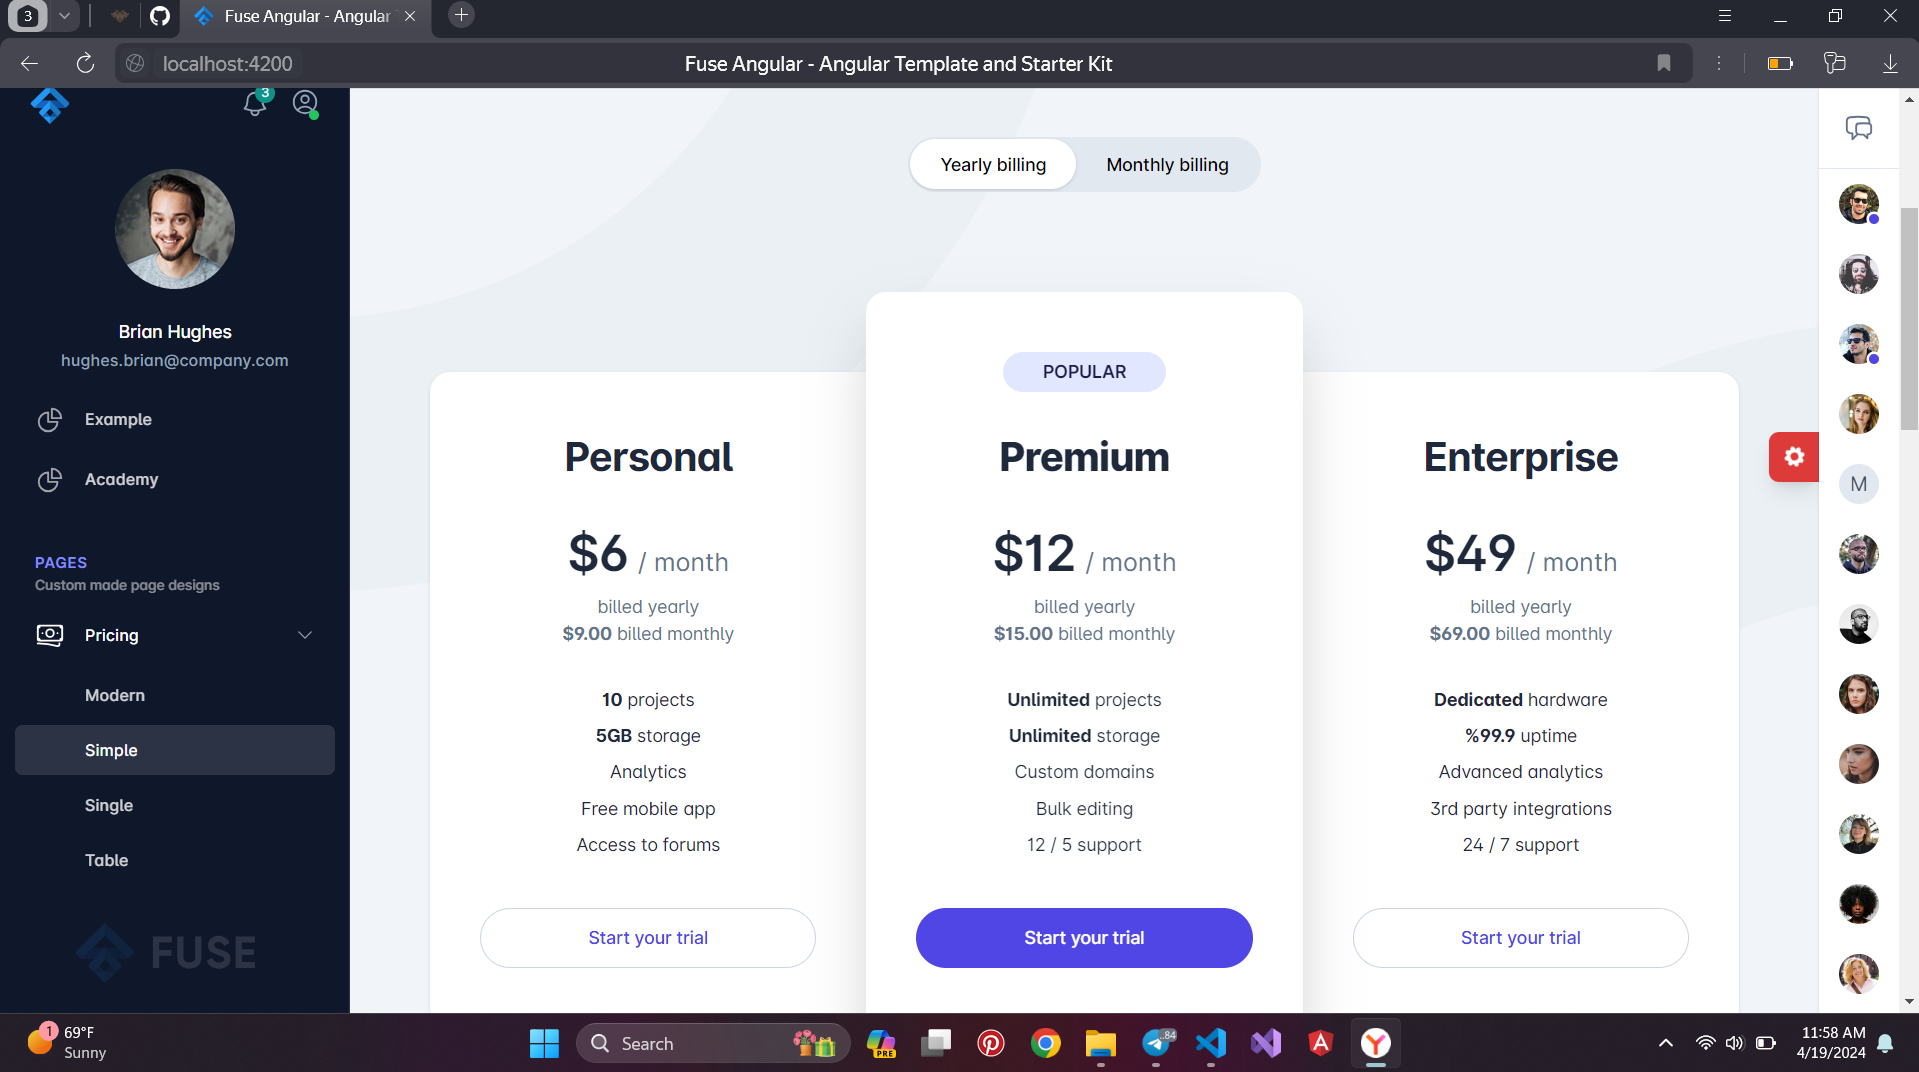 3
Fuse Angular - Angular
localhost:4200
Fuse Angular - Angular Template and Starter Kit
3
Brian Hughes
hughes.brian@company.com
Example
Academy
PAGES
Custom made page designs
Pricing
Modern
Simple
Single
Table
FUSE
Yearly billing
Monthly billing
Personal
$6 / month
billed yearly
$9.00 billed monthly
10 projects
5GB storage
Analytics
Free mobile app
Access to forums
Start your trial
POPULAR
Premium
$12 / month
billed yearly
$15.00 billed monthly
Unlimited projects
Unlimited storage
Custom domains
Bulk editing
12 / 5 support
Start your trial
Enterprise
$49 / month
billed yearly
$69.00 billed monthly
Dedicated hardware
%99.9 uptime
Advanced analytics
3rd party integrations
24 / 7 support
Start your trial
M
1
69°F
Sunny
Search
PRE
84
11:58 AM
4/19/2024